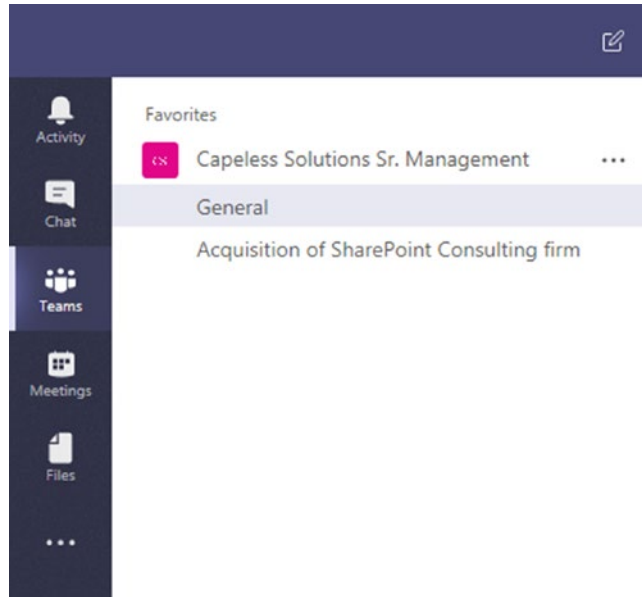 Activity
Chat
Teams
Meetings
Files
Favorites
CS Capeless Solutions Sr. Management
General
Acquisition of SharePoint Consulting firm